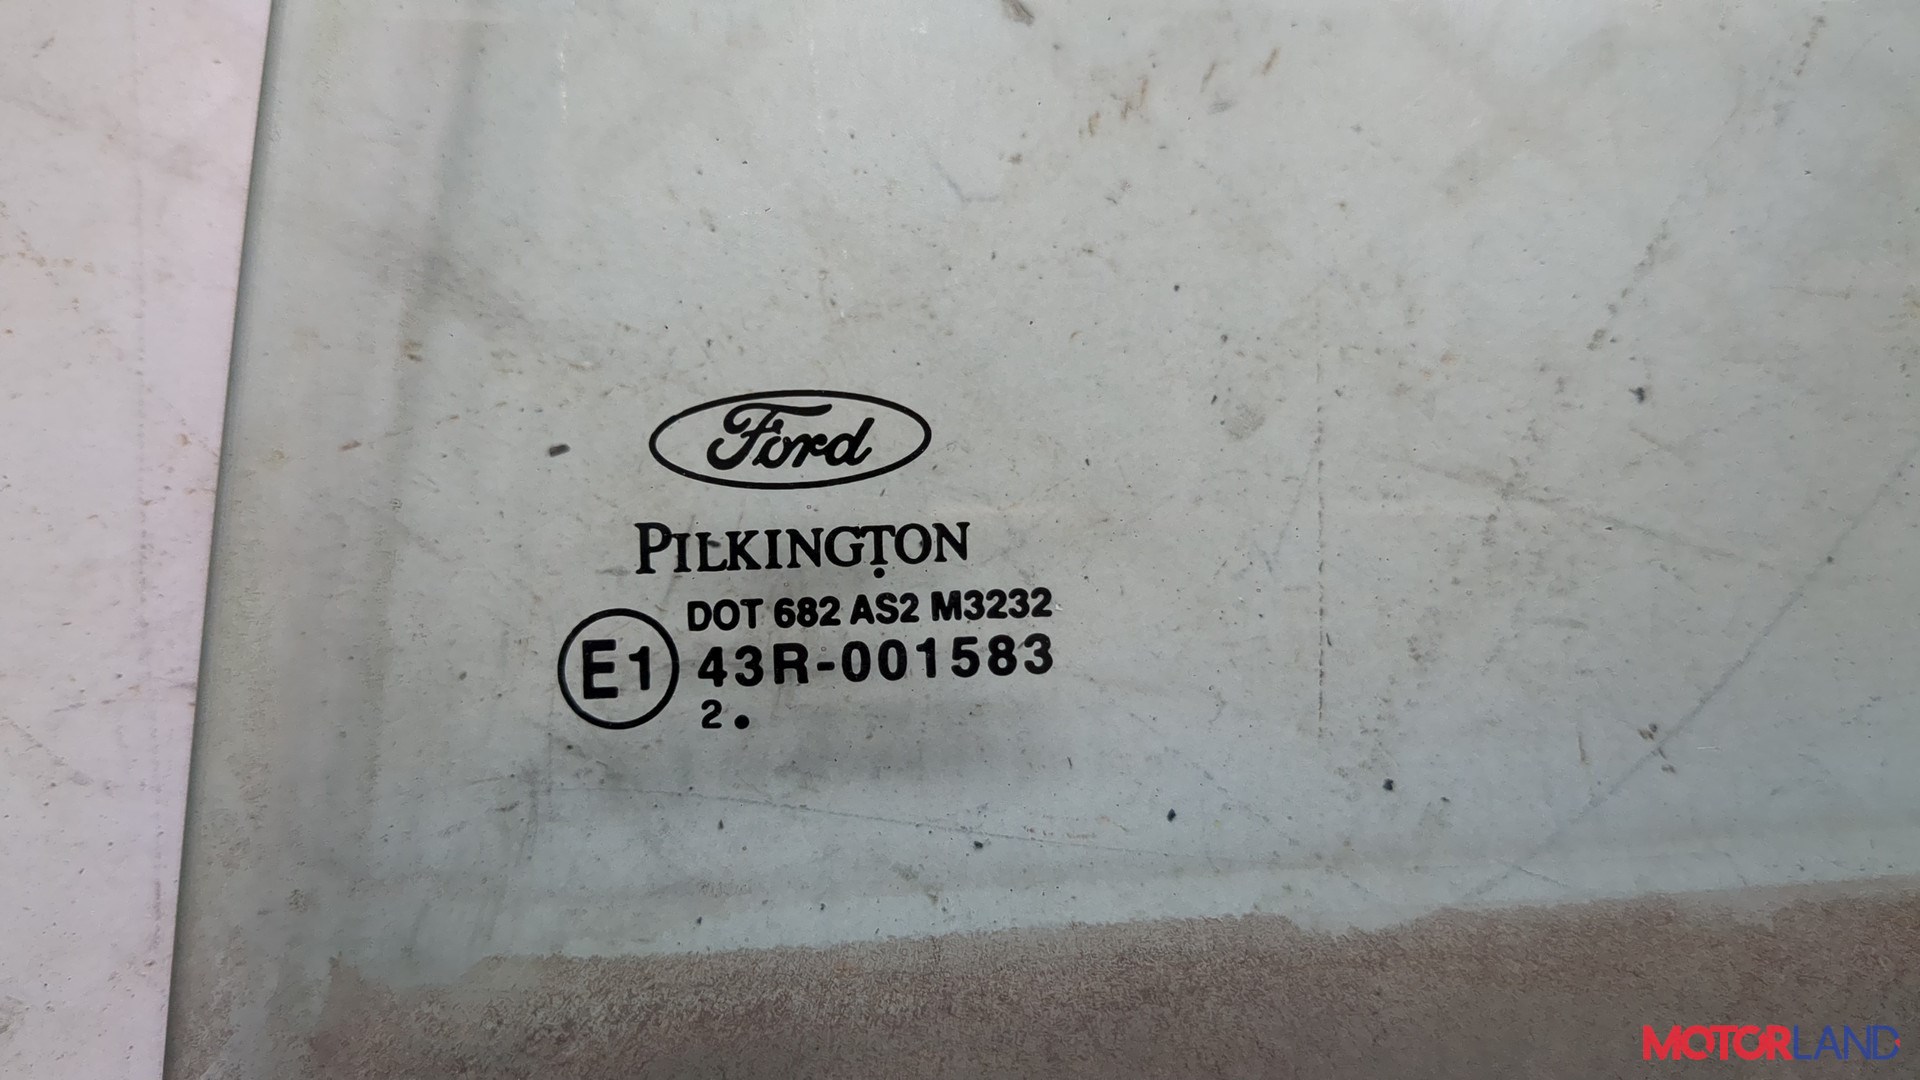 Ford
PILKINGTON
DOT 682 AS2 M3232
E1 43R-001583
2.
MOTORLAND